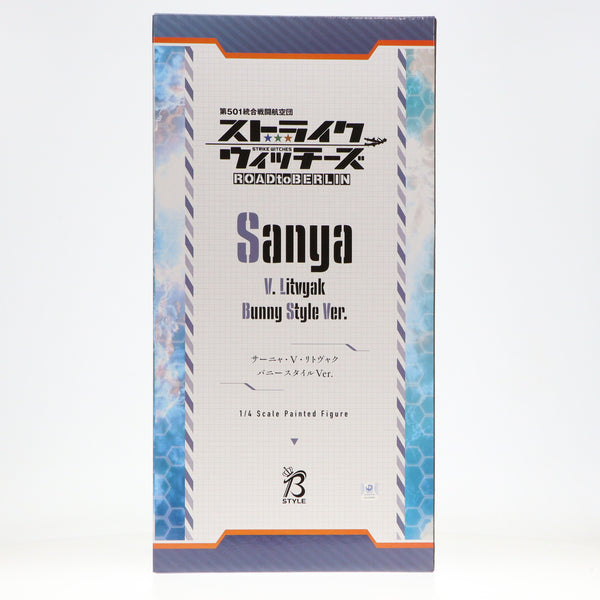 第501統合戦闘航空団
ストライク
STRIKE WITCHES
ウィッチーズ
ROADtoBERLIN
Sanya
V. Litvyak
Bunny Style Ver.
サーニャ・V・リトヴャク
バニースタイルVer.
1/4 Scale Painted Figure
B
STYLE